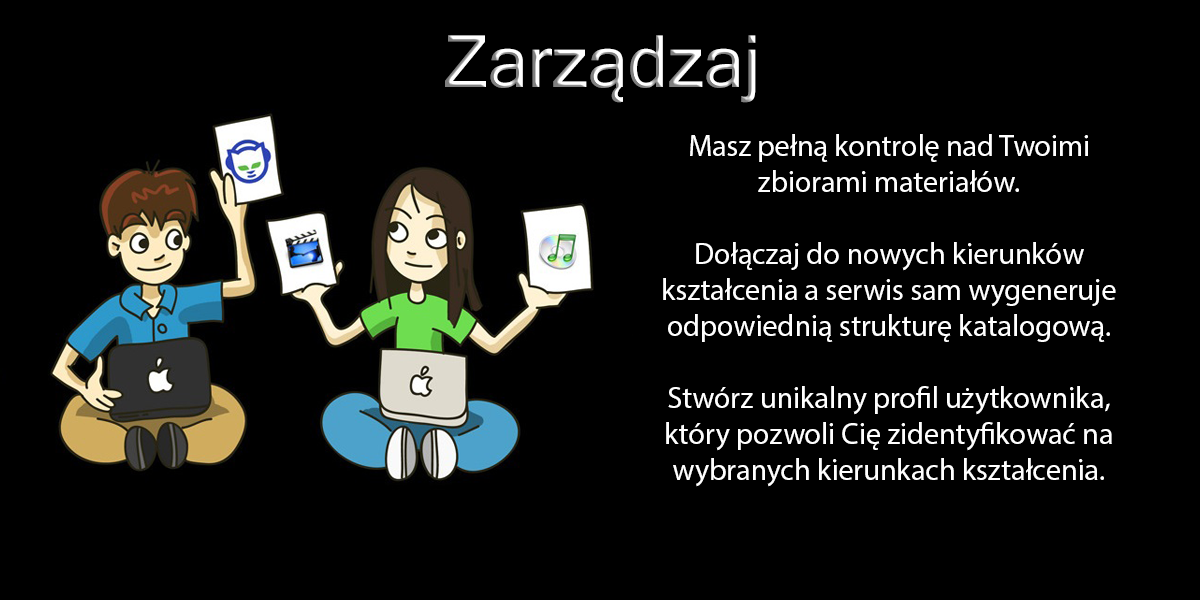 Zarządzaj
Masz pełną kontrolę nad Twoimi
zbiorami materiałów.
Dołączaj do nowych kierunków
kształcenia a serwis sam wygeneruje
odpowiednią strukturę katalogową.
Stwórz unikalny profil użytkownika,
który pozwoli Cię zidentyfikować na
wybranych kierunkach kształcenia.